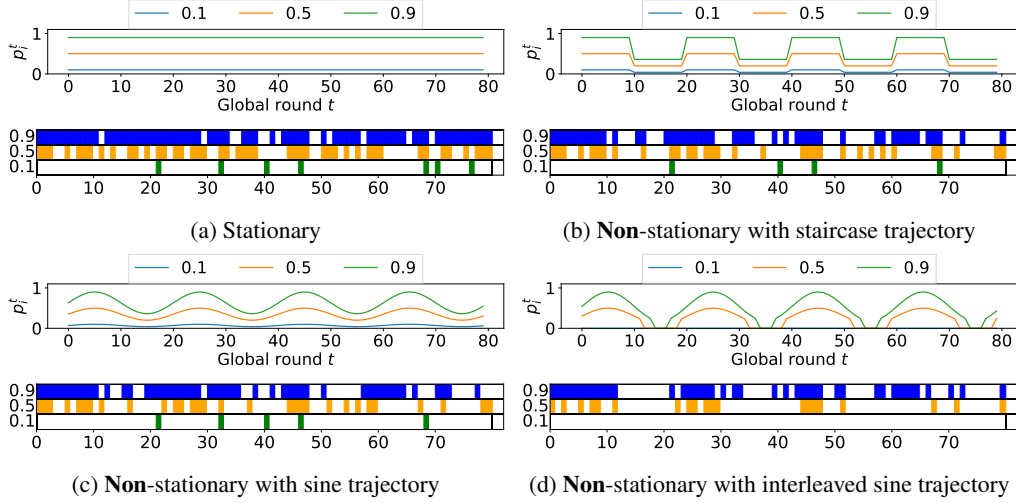 0.1 0.5 0.9
1
0
p_i^t
0 10 20 30 40 50 60 70 80
Global round t
0.9
0.5
0.1
0 10 20 30 40 50 60 70
(a) Stationary
0.1 0.5 0.9
1
0
p_i^t
0 10 20 30 40 50 60 70 80
Global round t
0.9
0.5
0.1
0 10 20 30 40 50 60 70
(b) Non-stationary with staircase trajectory
0.1 0.5 0.9
1
0
p_i^t
0 10 20 30 40 50 60 70 80
Global round t
0.9
0.5
0.1
0 10 20 30 40 50 60 70
(c) Non-stationary with sine trajectory
0.1 0.5 0.9
1
0
p_i^t
0 10 20 30 40 50 60 70 80
Global round t
0.9
0.5
0.1
0 10 20 30 40 50 60 70
(d) Non-stationary with interleaved sine trajectory